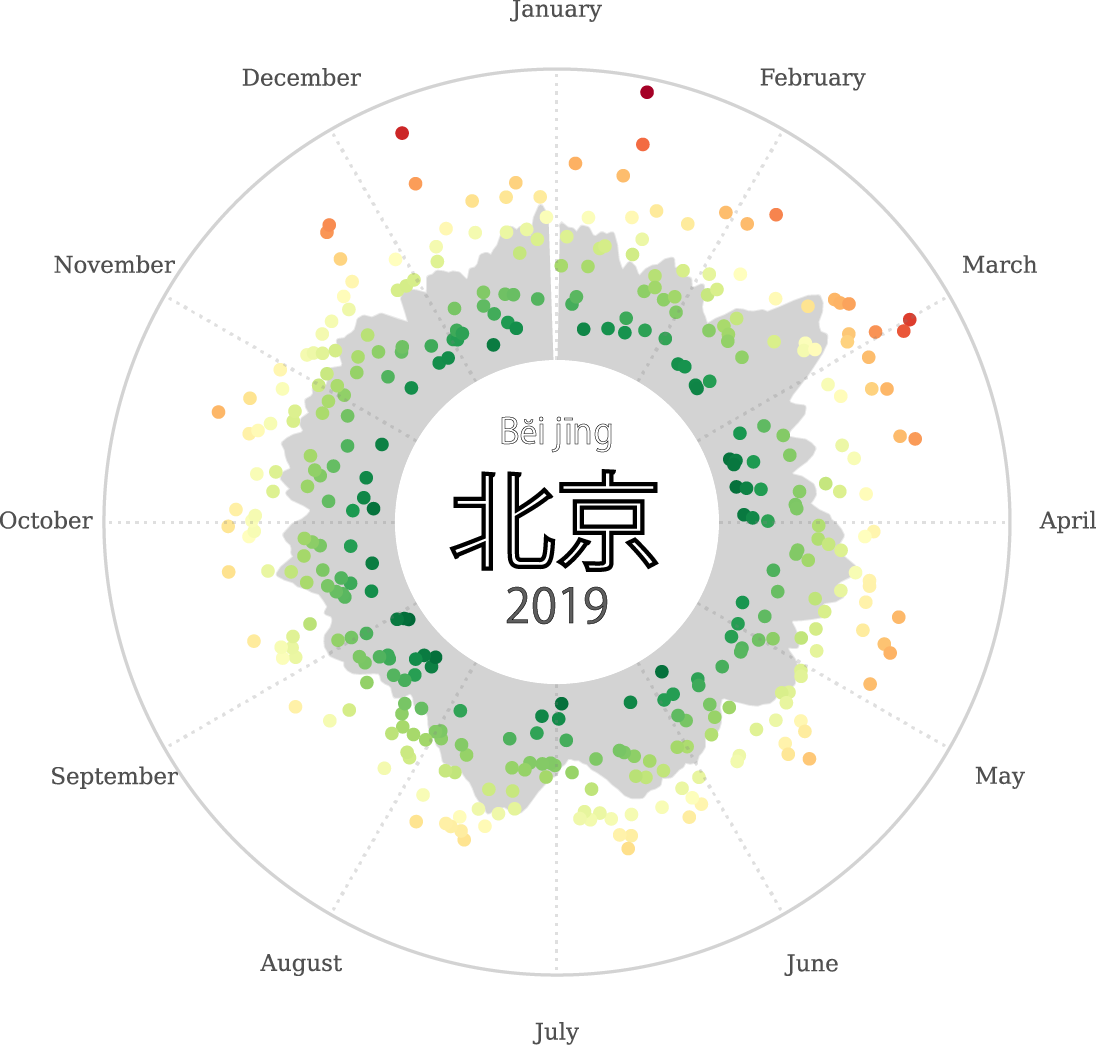 January
December
February
November
March
Běi jīng
北京
October
April
2019
September
May
August
June
July